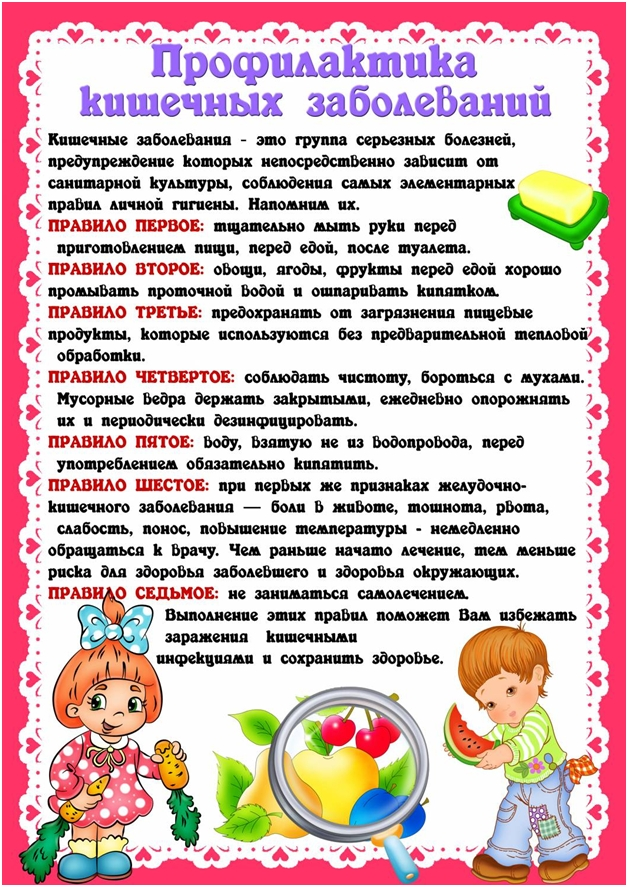 Профилактика
кишечных заболеваний
Кишечные заболевания - это группа серьезных болезней,
предупреждение которых непосредственно зависит от
санитарной культуры, соблюдения самых элементарных
правил личной гигиены. Напомним их.
ПРАВИЛО ПЕРВОЕ: тщательно мыть руки перед
приготовлением пищи, перед едой, после туалета.
ПРАВИЛО ВТОРОЕ: овощи, ягоды, фрукты перед едой хорошо
промывать проточной водой и ошпаривать кипятком.
ПРАВИЛО ТРЕТЬЕ: предохранять от загрязнения пищевые
продукты, которые используются без предварительной тепловой
обработки.
ПРАВИЛО ЧЕТВЕРТОЕ: соблюдать чистоту, бороться с мухами.
Мусорные ведра держать закрытыми, ежедневно опорожнять
их и периодически дезинфицировать.
ПРАВИЛО ПЯТОЕ: воду, взятую не из водопровода, перед
употреблением обязательно кипятить.
ПРАВИЛО ШЕСТОЕ: при первых же признаках желудочно-
кишечного заболевания — боли в животе, тошнота, рвота,
слабость, понос, повышение температуры - немедленно
обращаться к врачу. Чем раньше начато лечение, тем меньше
риска для здоровья заболевшего и здоровья окружающих.
ПРАВИЛО СЕДЬМОЕ: не заниматься самолечением.
Выполнение этих правил поможет Вам избежать
заражения кишечными
инфекциями и сохранить здоровье.